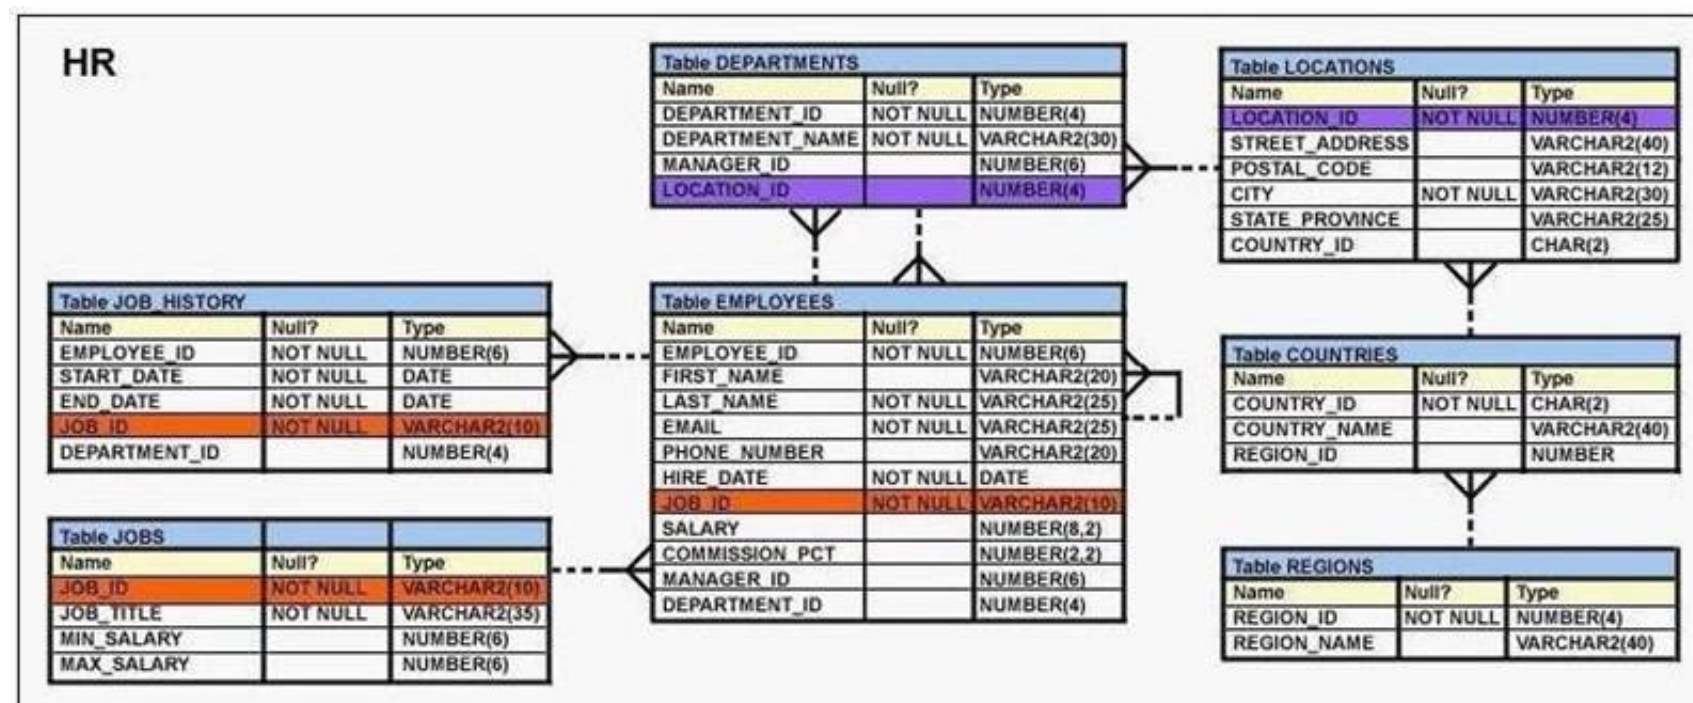 HR
Table DEPARTMENTS
Name Null? Type
DEPARTMENT_ID NOT NULL NUMBER(4)
DEPARTMENT_NAME NOT NULL VARCHAR2(30)
MANAGER_ID NUMBER(6)
LOCATION_ID NUMBER(4)
Table LOCATIONS
Name Null? Type
LOCATION_ID NOT NULL NUMBER(4)
STREET_ADDRESS VARCHAR2(40)
POSTAL_CODE VARCHAR2(12)
CITY NOT NULL VARCHAR2(30)
STATE_PROVINCE VARCHAR2(25)
COUNTRY_ID CHAR(2)
Table JOB_HISTORY
Name Null? Type
EMPLOYEE_ID NOT NULL NUMBER(6)
START_DATE NOT NULL DATE
END_DATE NOT NULL DATE
JOB_ID NOT NULL VARCHAR2(10)
DEPARTMENT_ID NUMBER(4)
Table EMPLOYEES
Name Null? Type
EMPLOYEE_ID NOT NULL NUMBER(6)
FIRST_NAME VARCHAR2(20)
LAST_NAME NOT NULL VARCHAR2(25)
EMAIL NOT NULL VARCHAR2(25)
PHONE_NUMBER VARCHAR2(20)
HIRE_DATE NOT NULL DATE
JOB_ID NOT NULL VARCHAR2(10)
SALARY NUMBER(8,2)
COMMISSION_PCT NUMBER(2,2)
MANAGER_ID NUMBER(6)
DEPARTMENT_ID NUMBER(4)
Table COUNTRIES
Name Null? Type
COUNTRY_ID NOT NULL CHAR(2)
COUNTRY_NAME VARCHAR2(40)
REGION_ID NUMBER
Table JOBS
Name Null? Type
JOB_ID NOT NULL VARCHAR2(10)
JOB_TITLE NOT NULL VARCHAR2(35)
MIN_SALARY NUMBER(6)
MAX_SALARY NUMBER(6)
Table REGIONS
Name Null? Type
REGION_ID NOT NULL NUMBER(4)
REGION_NAME VARCHAR2(40)